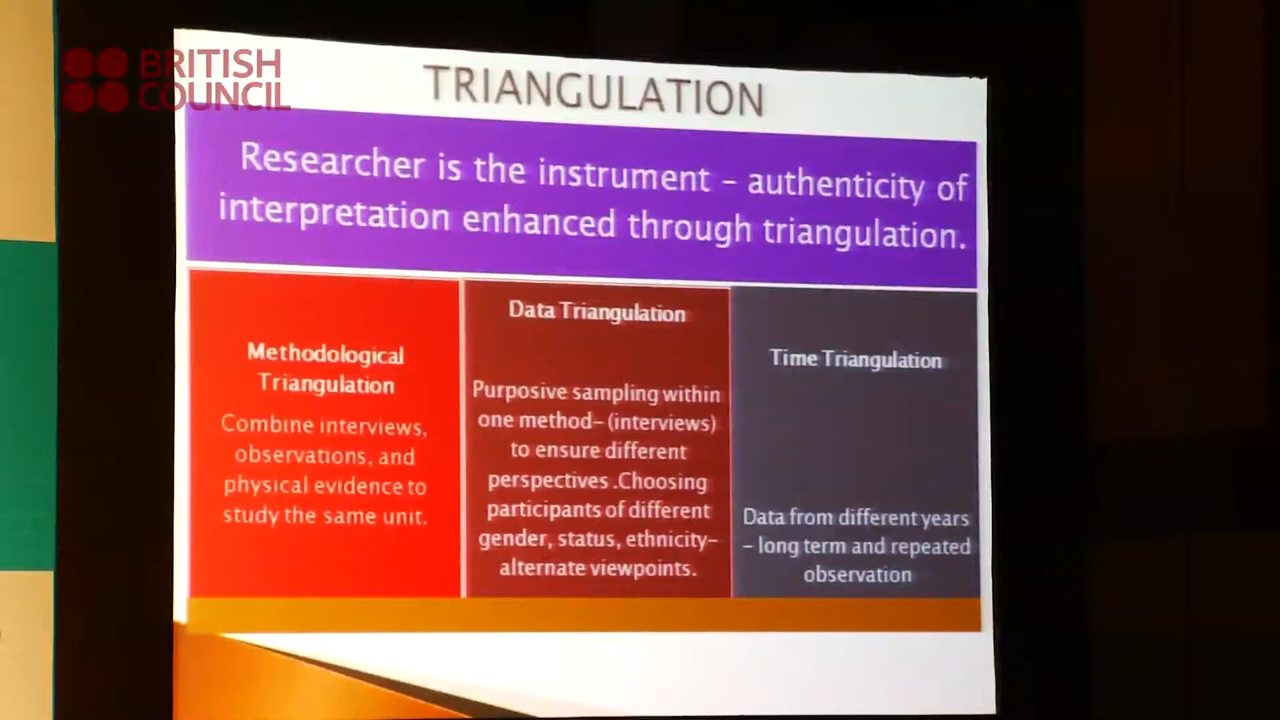 BRITISH
COUNCIL
TRIANGULATION
Researcher is the instrument – authenticity of
interpretation enhanced through triangulation.
Methodological
Triangulation
Combine interviews,
observations, and
physical evidence to
study the same unit.
Data Triangulation
Purposive sampling within
one method– (interviews)
to ensure different
perspectives .Choosing
participants of different
gender, status, ethnicity–
alternate viewpoints.
Time Triangulation
Data from different years
– long term and repeated
observation